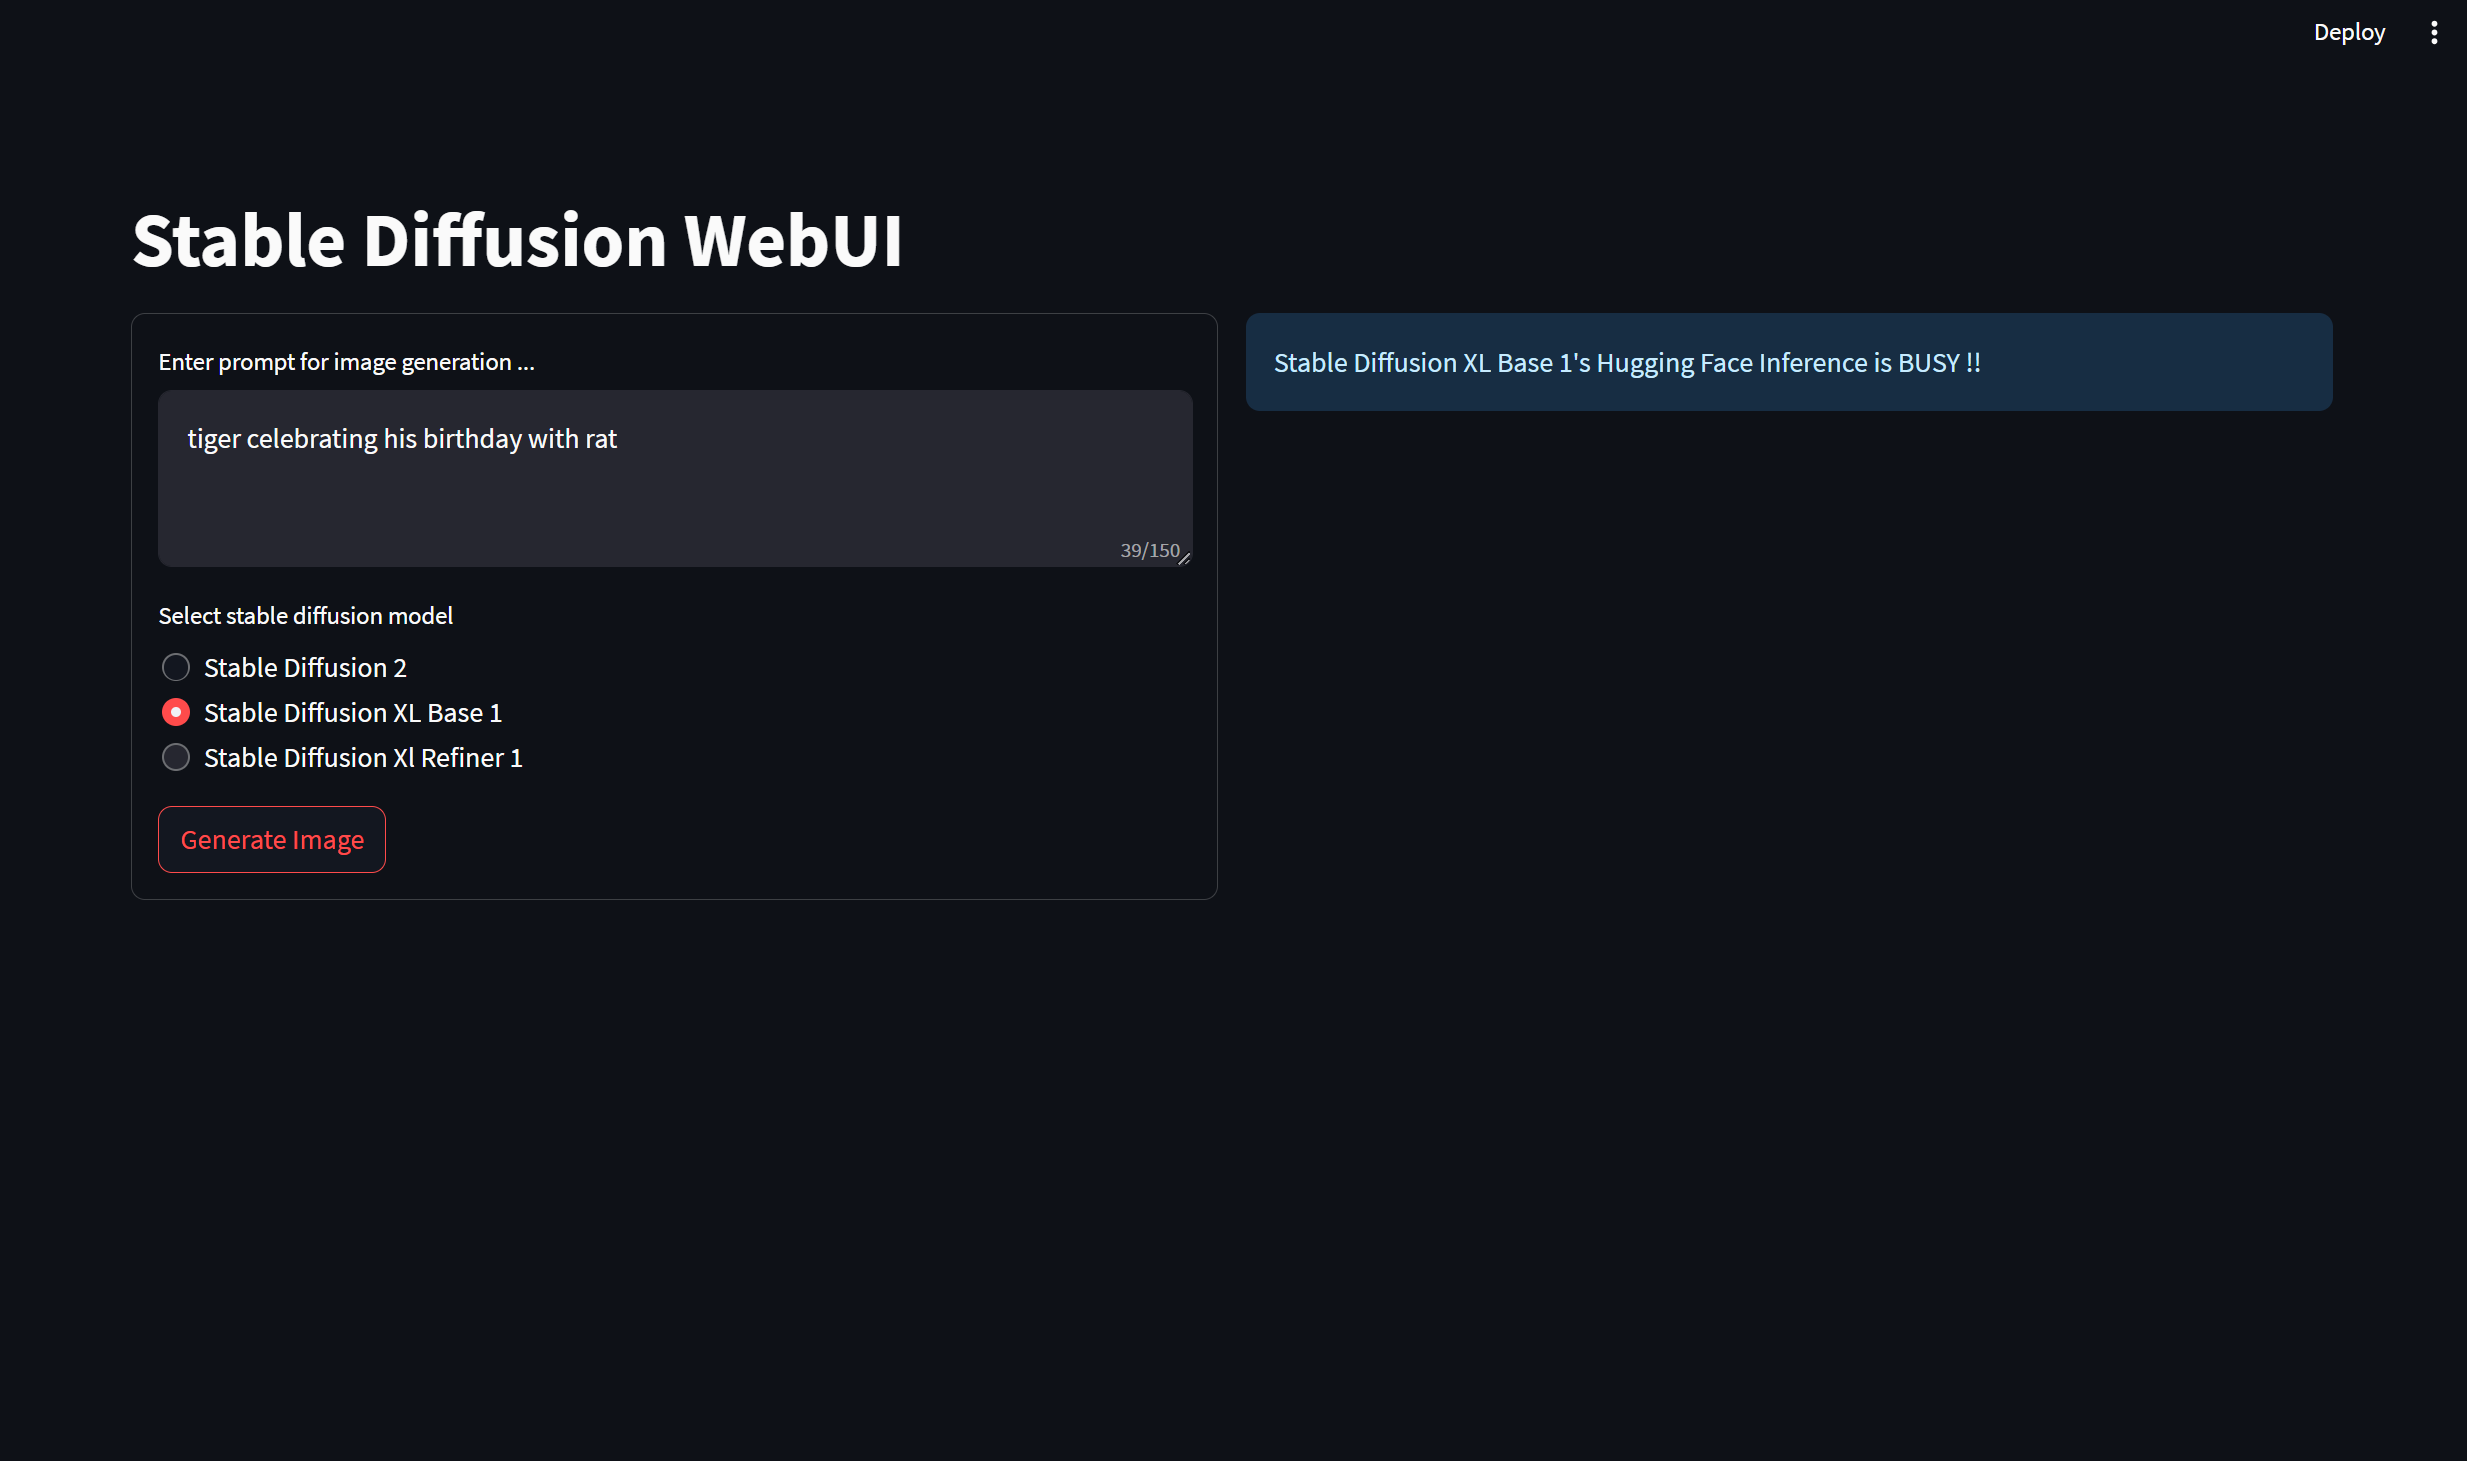 Deploy
Stable Diffusion WebUI
Enter prompt for image generation ...
tiger celebrating his birthday with rat
39/150
Select stable diffusion model
Stable Diffusion 2
Stable Diffusion XL Base 1
Stable Diffusion Xl Refiner 1
Generate Image
Stable Diffusion XL Base 1's Hugging Face Inference is BUSY !!